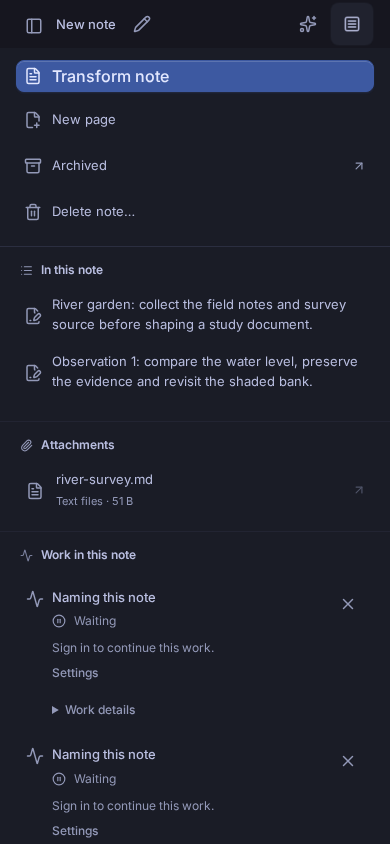 New note
Transform note
New page
Archived
Delete note...
In this note
River garden: collect the field notes and survey
source before shaping a study document.
Observation 1: compare the water level, preserve
the evidence and revisit the shaded bank.
Attachments
river-survey.md
Text files · 51 B
Work in this note
Naming this note
Waiting
Sign in to continue this work.
Settings
Work details
Naming this note
Waiting
Sign in to continue this work.
Settings